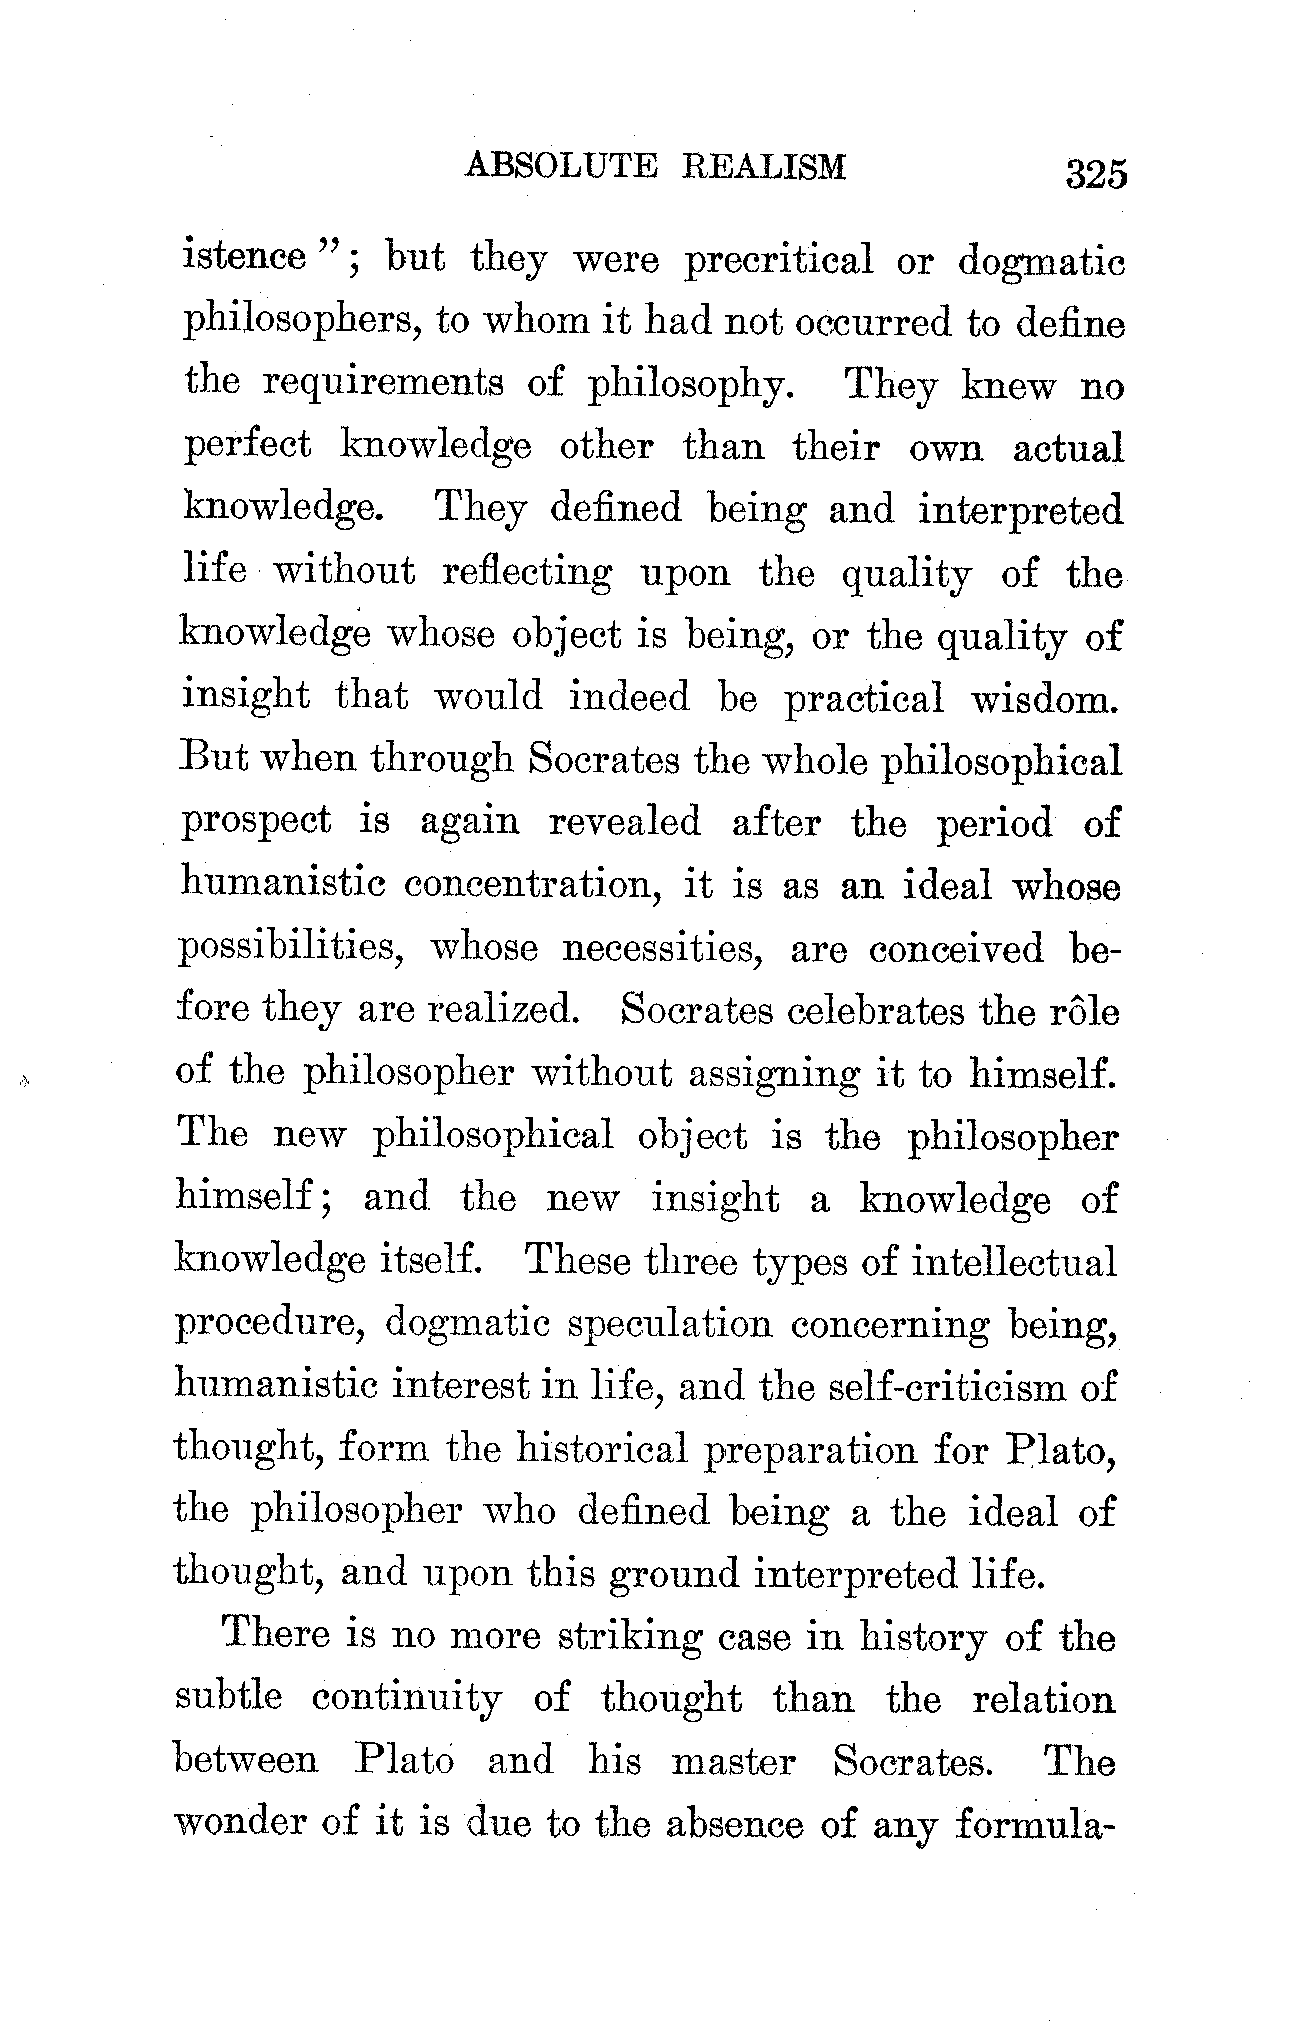 ABSOLUTE REALISM 325
istence"; but they were precritical or dogmatic
philosophers, to whom it had not occurred to define
the requirements of philosophy. They knew no
perfect knowledge other than their own actual
knowledge. They defined being and interpreted
life without reflecting upon the quality of the
knowledge whose object is being, or the quality of
insight that would indeed be practical wisdom.
But when through Socrates the whole philosophical
prospect is again revealed after the period of
humanistic concentration, it is as an ideal whose
possibilities, whose necessities, are conceived be-
fore they are realized. Socrates celebrates the rôle
of the philosopher without assigning it to himself.
The new philosophical object is the philosopher
himself; and the new insight a knowledge of
knowledge itself. These three types of intellectual
procedure, dogmatic speculation concerning being,
humanistic interest in life, and the self-criticism of
thought, form the historical preparation for Plato,
the philosopher who defined being a the ideal of
thought, and upon this ground interpreted life.
There is no more striking case in history of the
subtle continuity of thought than the relation
between Plato and his master Socrates. The
wonder of it is due to the absence of any formula-